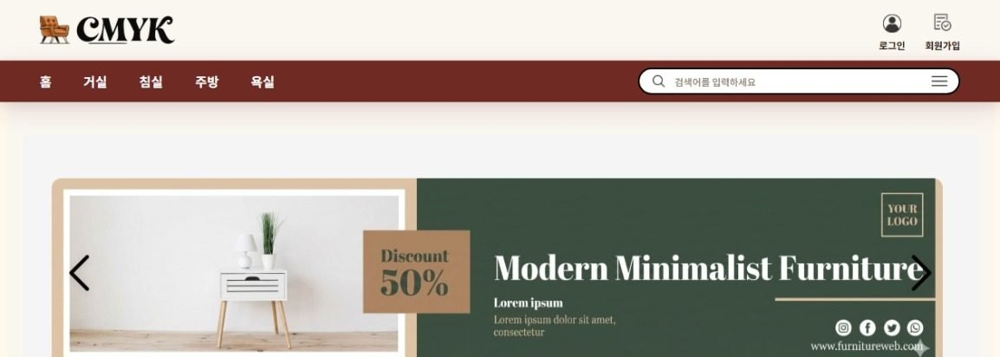 CMYK
로그인 회원가입
홈 거실 침실 주방 욕실
검색어를 입력하세요
YOUR
LOGO
Discount
50%
Modern Minimalist Furniture
Lorem ipsum
Lorem ipsum dolor sit amet,
consectetur
www.furnitureweb.com